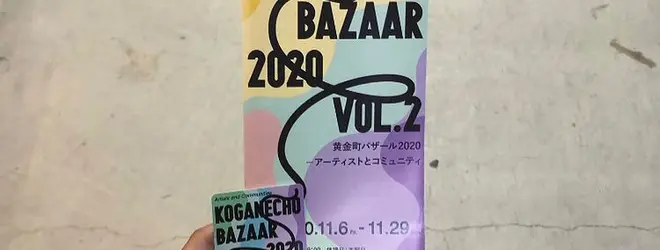 BAZAAR
2020
VOL.2
黄金町バザール2020
ーアーティストとコミュニティ
Artists and Communities
KOGANECHO
BAZAAR
2020
0.11.6 Fri. - 11.29